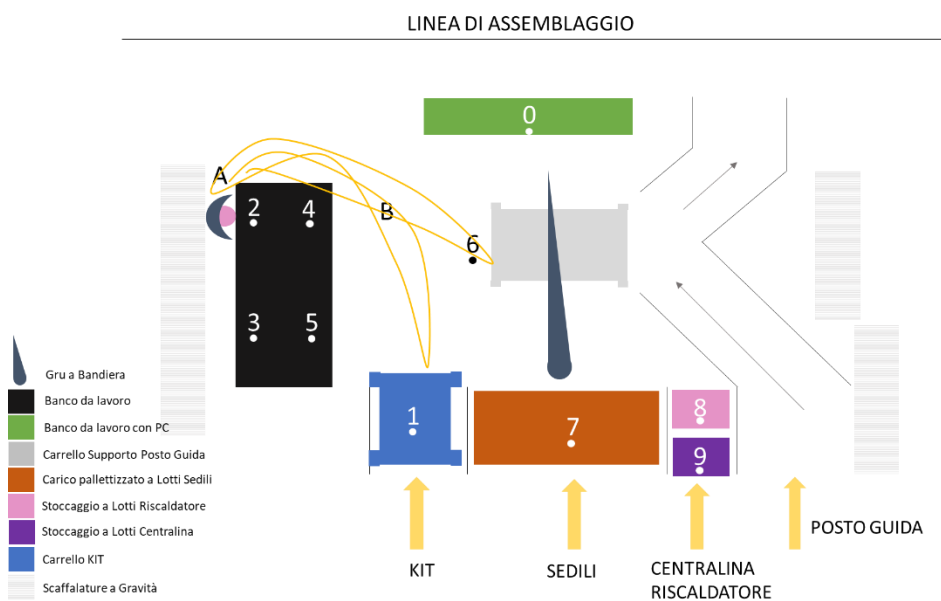 LINEA DI ASSEMBLAGGIO
0
A
2
4
B
6
3
5
1
7
8
9
Gru a Bandiera
Banco da lavoro
Banco da lavoro con PC
Carrello Supporto Posto Guida
Carico pallettizzato a Lotti Sedili
Stoccaggio a Lotti Riscaldatore
Stoccaggio a Lotti Centralina
Carrello KIT
Scaffalature a Gravità
KIT
SEDILI
CENTRALINA
RISCALDATORE
POSTO GUIDA